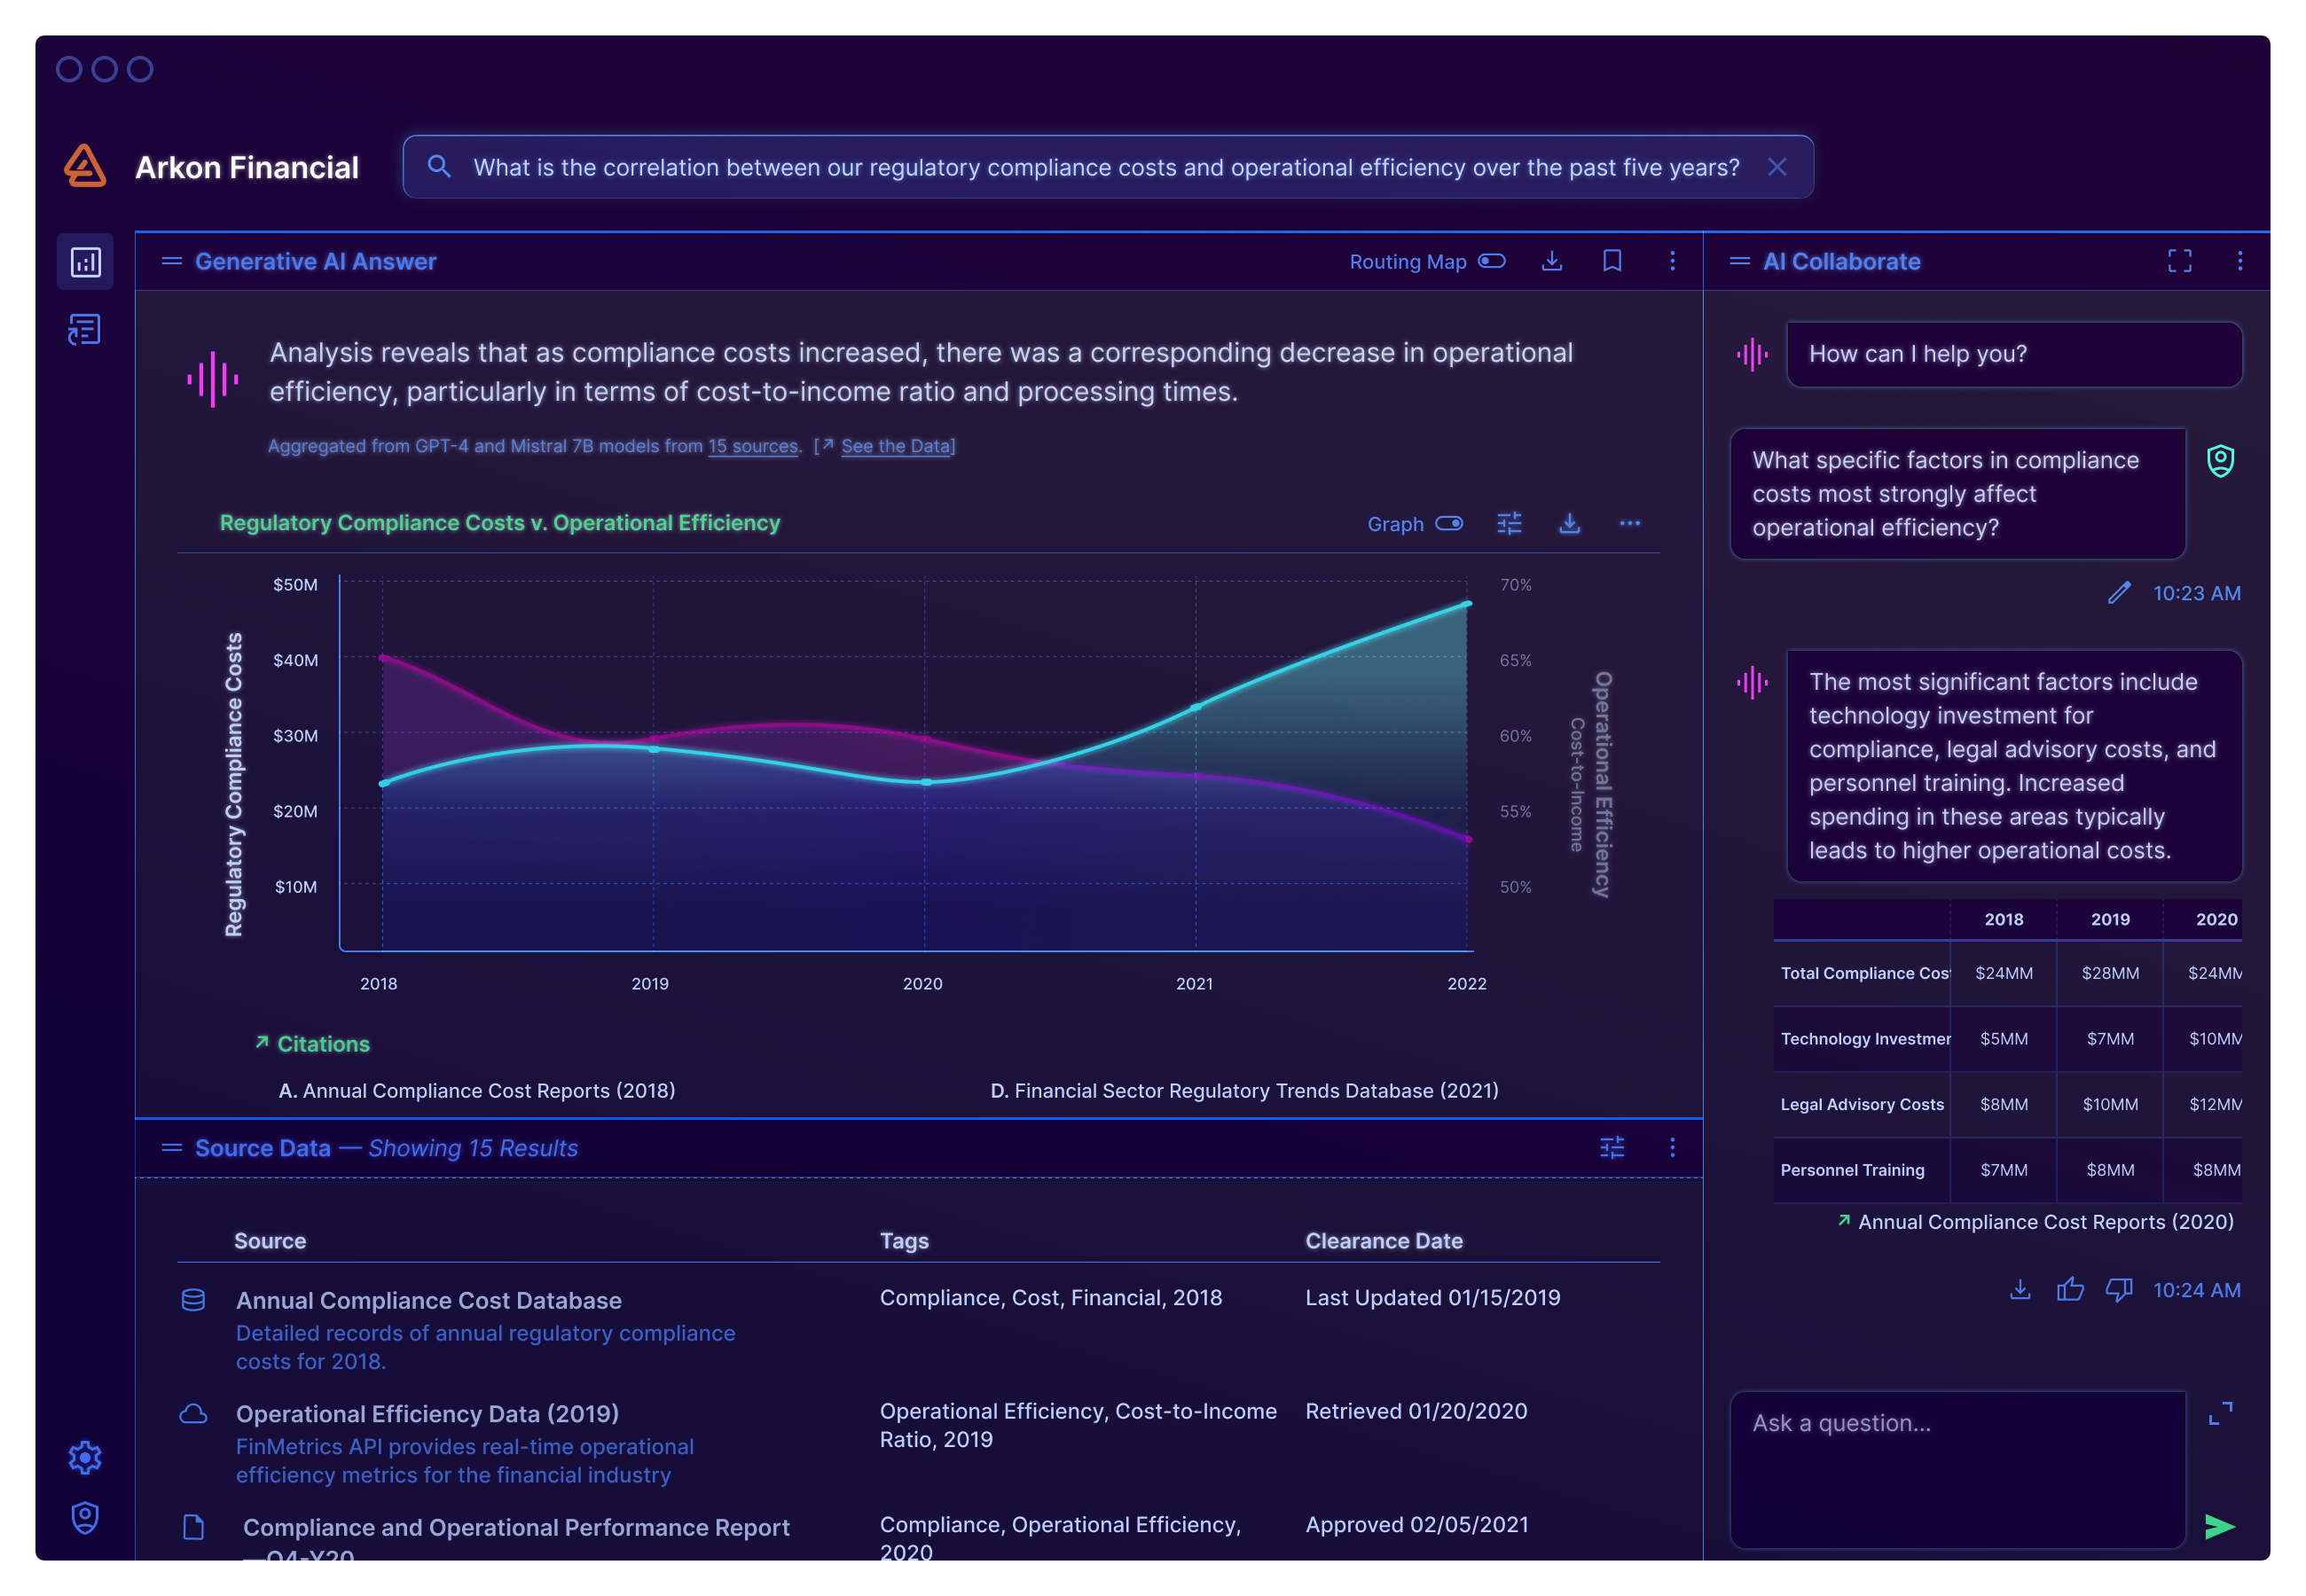 Arkon Financial
What is the correlation between our regulatory compliance costs and operational efficiency over the past five years?
Generative AI Answer
Routing Map
Analysis reveals that as compliance costs increased, there was a corresponding decrease in operational
efficiency, particularly in terms of cost-to-income ratio and processing times.
Aggregated from GPT-4 and Mistral 7B models from 15 sources. [↗ See the Data]
Regulatory Compliance Costs v. Operational Efficiency
Graph
Regulatory Compliance Costs
$50M
$40M
$30M
$20M
$10M
70%
65%
60%
55%
50%
Operational Efficiency
Cost-to-Income
2018 2019 2020 2021 2022
↗ Citations
A. Annual Compliance Cost Reports (2018)
D. Financial Sector Regulatory Trends Database (2021)
Source Data — Showing 15 Results
Source Tags Clearance Date
Annual Compliance Cost Database
Detailed records of annual regulatory compliance
costs for 2018.
Compliance, Cost, Financial, 2018
Last Updated 01/15/2019
Operational Efficiency Data (2019)
FinMetrics API provides real-time operational
efficiency metrics for the financial industry
Operational Efficiency, Cost-to-Income
Ratio, 2019
Retrieved 01/20/2020
Compliance and Operational Performance Report
—Q4-Y20
Compliance, Operational Efficiency,
2020
Approved 02/05/2021
AI Collaborate
How can I help you?
What specific factors in compliance
costs most strongly affect
operational efficiency?
10:23 AM
The most significant factors include
technology investment for
compliance, legal advisory costs, and
personnel training. Increased
spending in these areas typically
leads to higher operational costs.
2018 2019 2020
Total Compliance Cos $24MM $28MM $24MM
Technology Investmen $5MM $7MM $10MM
Legal Advisory Costs $8MM $10MM $12MM
Personnel Training $7MM $8MM $8MM
↗ Annual Compliance Cost Reports (2020)
10:24 AM
Ask a question...